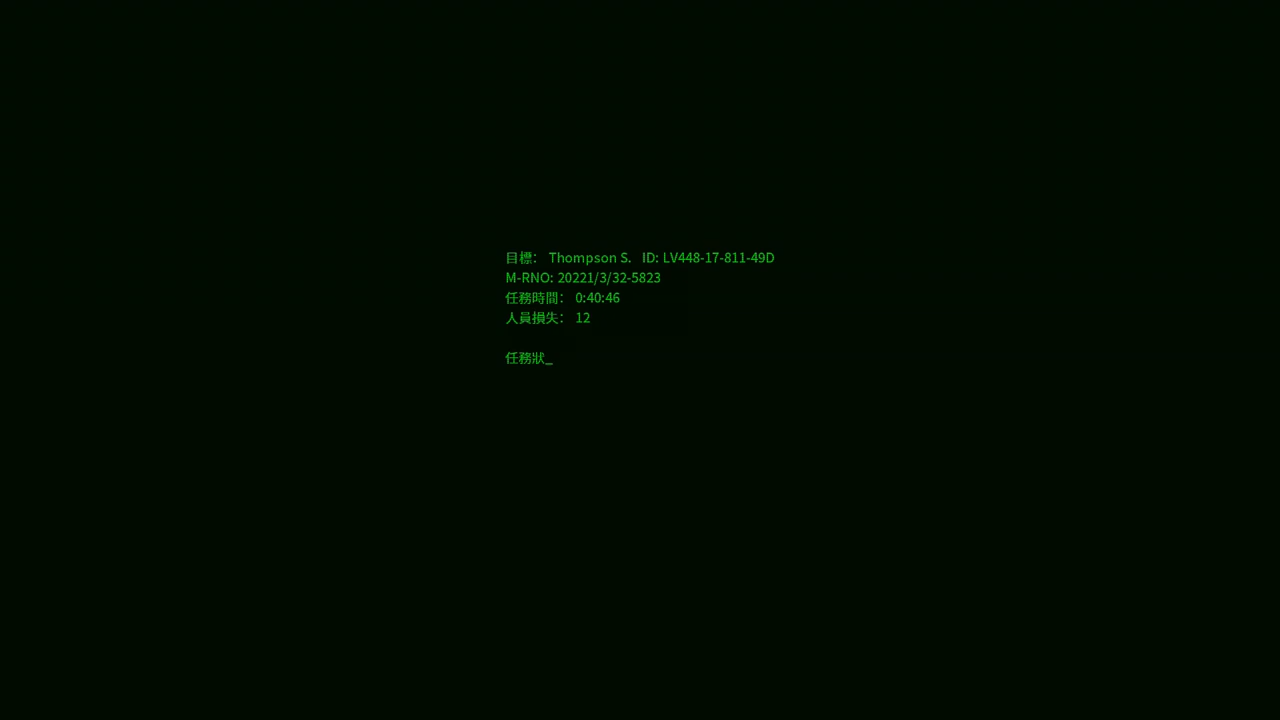 目標： Thompson S.  ID: LV448-17-811-49D
M-RNO: 20221/3/32-5823
任務時間： 0:40:46
人員損失： 12
任務狀_